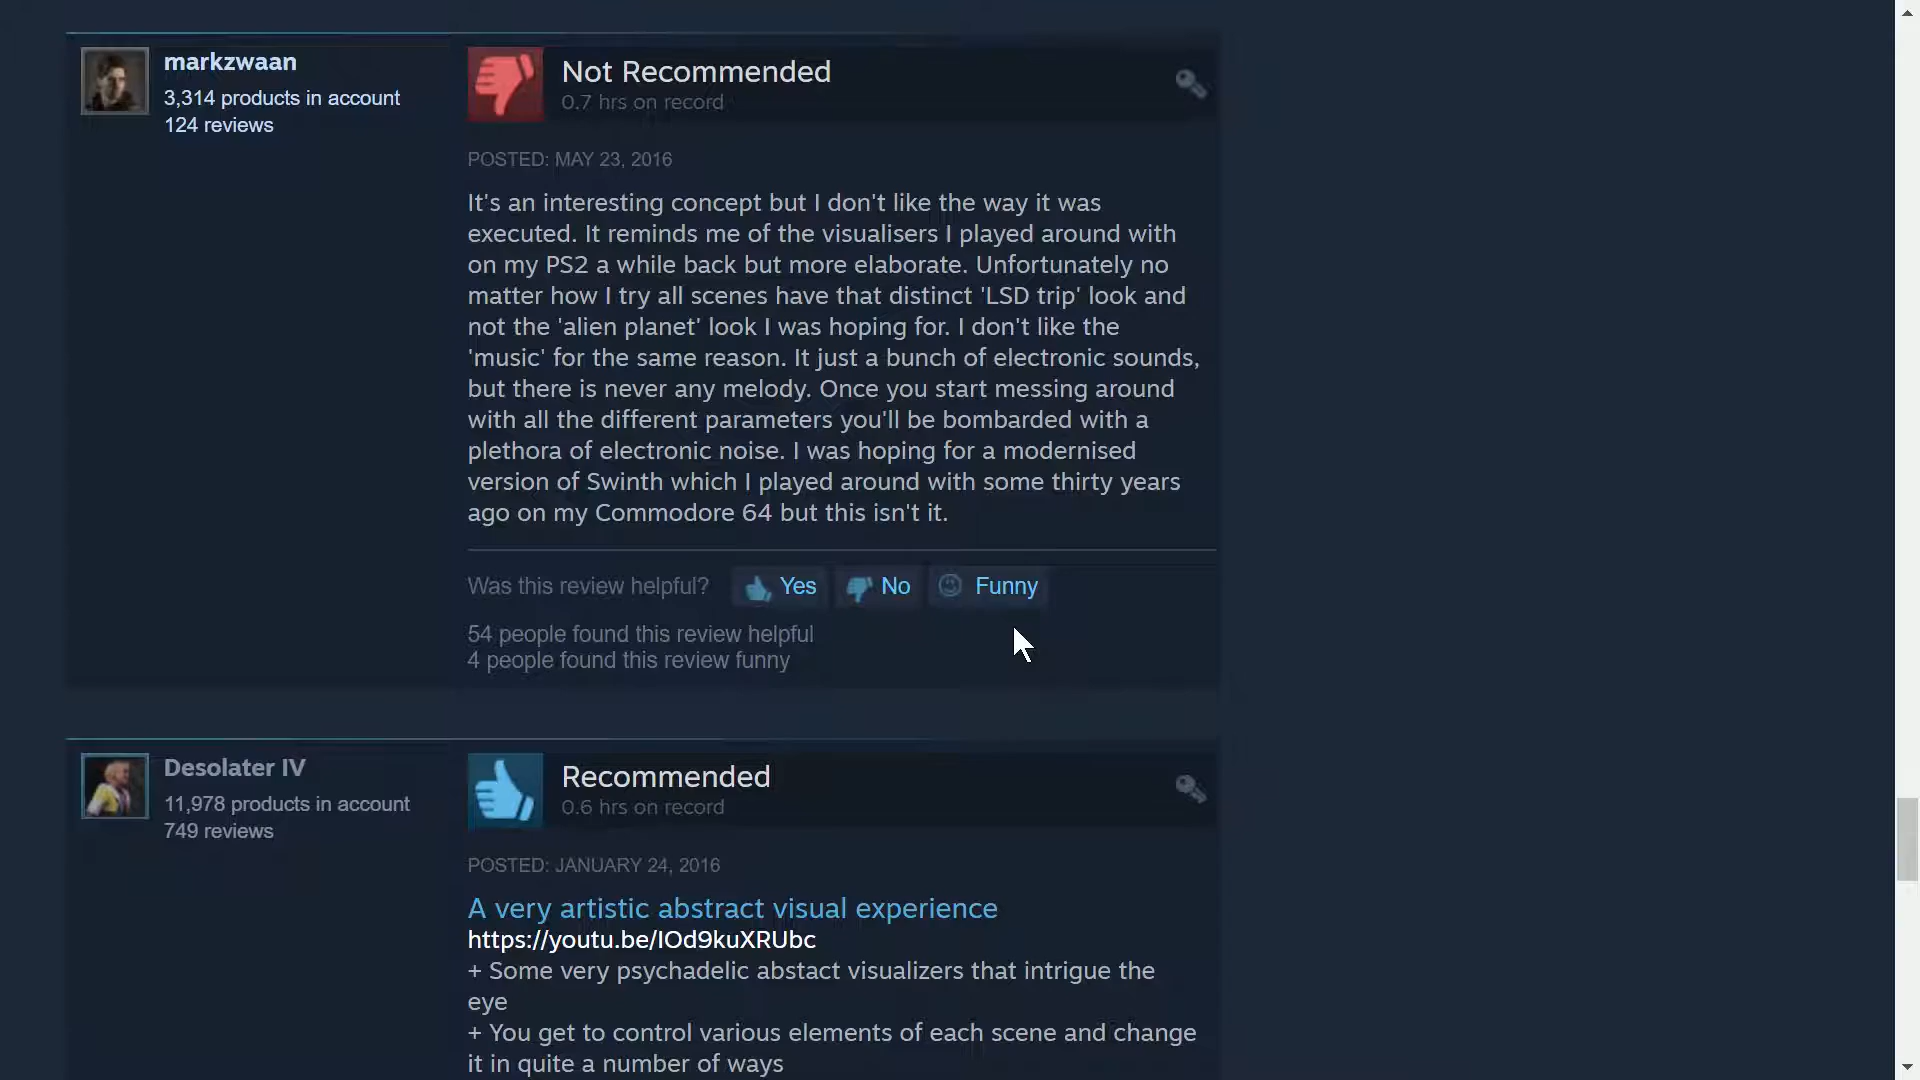 markzwaan
3,314 products in account
124 reviews
Not Recommended
0.7 hrs on record
POSTED: MAY 23, 2016
It's an interesting concept but I don't like the way it was
executed. It reminds me of the visualisers I played around with
on my PS2 a while back but more elaborate. Unfortunately no
matter how I try all scenes have that distinct 'LSD trip' look and
not the 'alien planet' look I was hoping for. I don't like the
'music' for the same reason. It just a bunch of electronic sounds,
but there is never any melody. Once you start messing around
with all the different parameters you'll be bombarded with a
plethora of electronic noise. I was hoping for a modernised
version of Swinth which I played around with some thirty years
ago on my Commodore 64 but this isn't it.
Was this review helpful? Yes No Funny
54 people found this review helpful
4 people found this review funny
Desolater IV
11,978 products in account
749 reviews
Recommended
0.6 hrs on record
POSTED: JANUARY 24, 2016
A very artistic abstract visual experience
https://youtu.be/IOd9kuXRUbc
+ Some very psychadelic abstact visualizers that intrigue the
eye
+ You get to control various elements of each scene and change
it in quite a number of ways